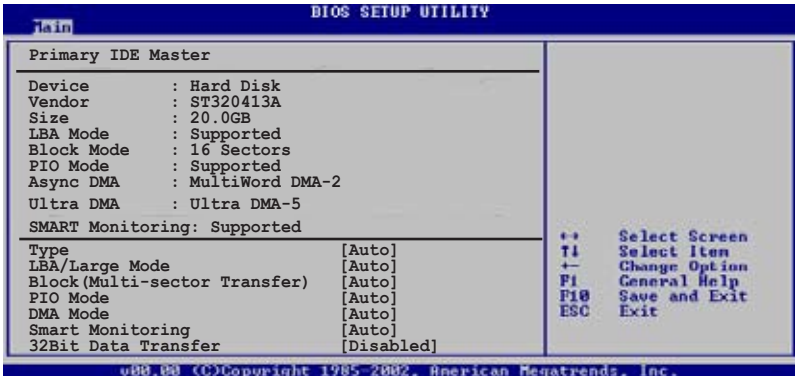 BIOS SETUP UTILITY
Main
Primary IDE Master
Device : Hard Disk
Vendor : ST320413A
Size : 20.0GB
LBA Mode : Supported
Block Mode : 16 Sectors
PIO Mode : Supported
Async DMA : MultiWord DMA-2
Ultra DMA : Ultra DMA-5
SMART Monitoring: Supported
Type [Auto]
LBA/Large Mode [Auto]
Block(Multi-sector Transfer) [Auto]
PIO Mode [Auto]
DMA Mode [Auto]
Smart Monitoring [Auto]
32Bit Data Transfer [Disabled]
←→ Select Screen
↑↓ Select Item
+- Change Option
F1 General Help
F10 Save and Exit
ESC Exit
v00.00 (C)Copyright 1985-2002, American Megatrends, Inc.